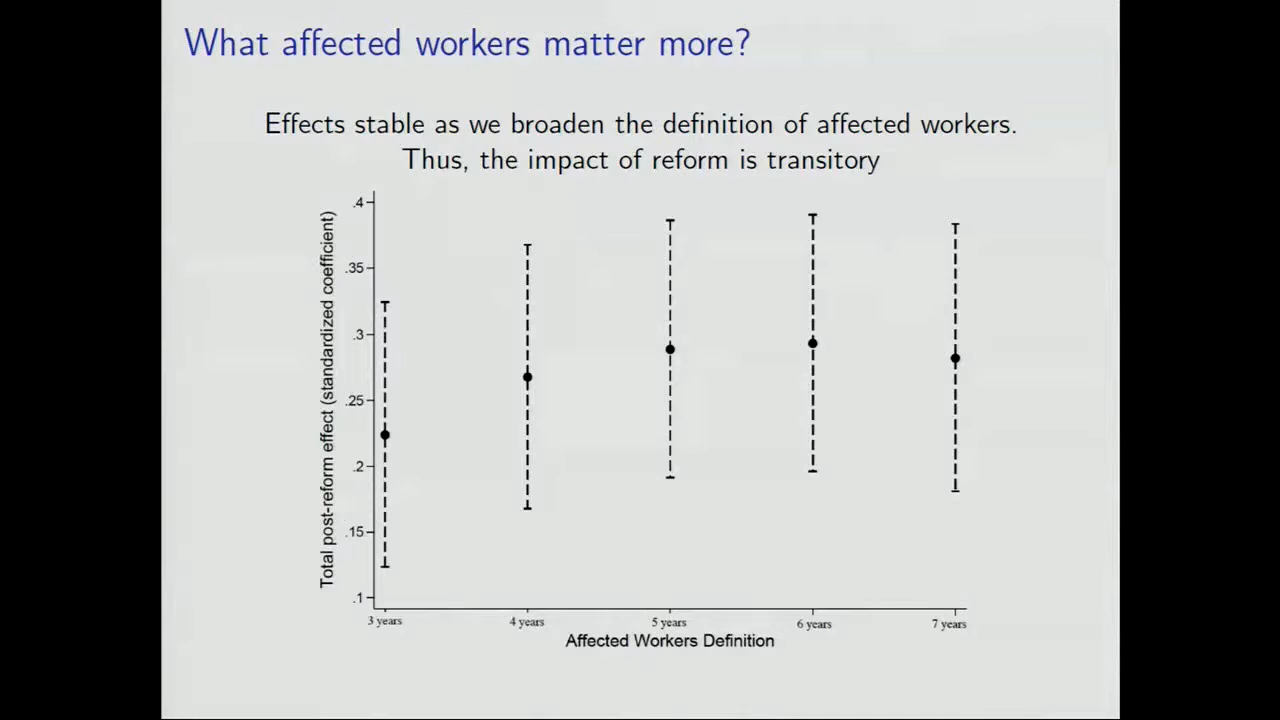 What affected workers matter more?
Effects stable as we broaden the definition of affected workers.
Thus, the impact of reform is transitory
Total post-reform effect (standardized coefficient)
.4
.35
.3
.25
.2
.15
.1
3 years
4 years
5 years
6 years
7 years
Affected Workers Definition